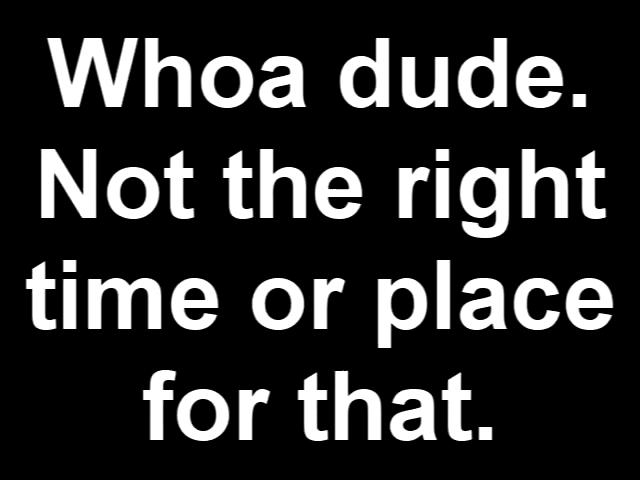 Whoa dude.
Not the right
time or place
for that.